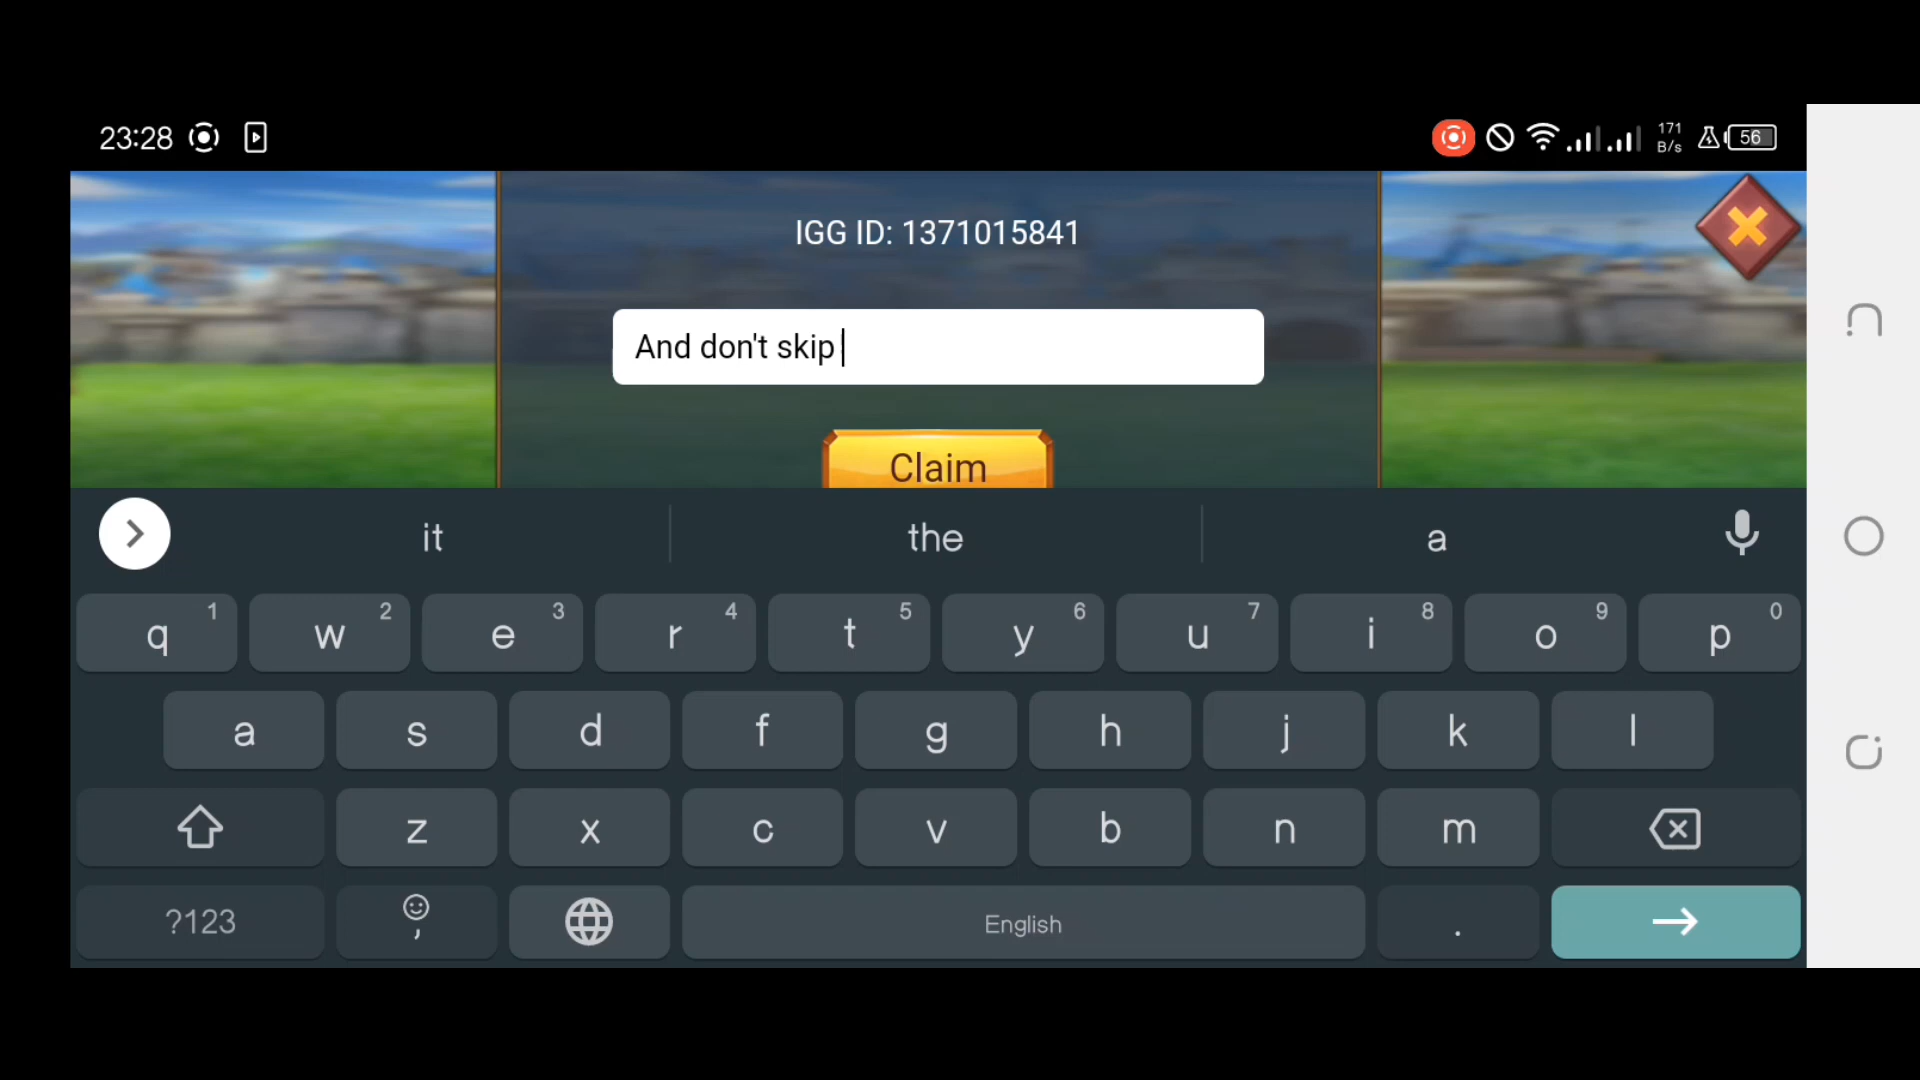 23:28
171
B/s
56
IGG ID: 1371015841
And don't skip
Claim
it the a
q 1 w 2 e 3 r 4 t 5 y 6 u 7 i 8 o 9 p 0
a s d f g h j k l
z x c v b n m
?123 , English .